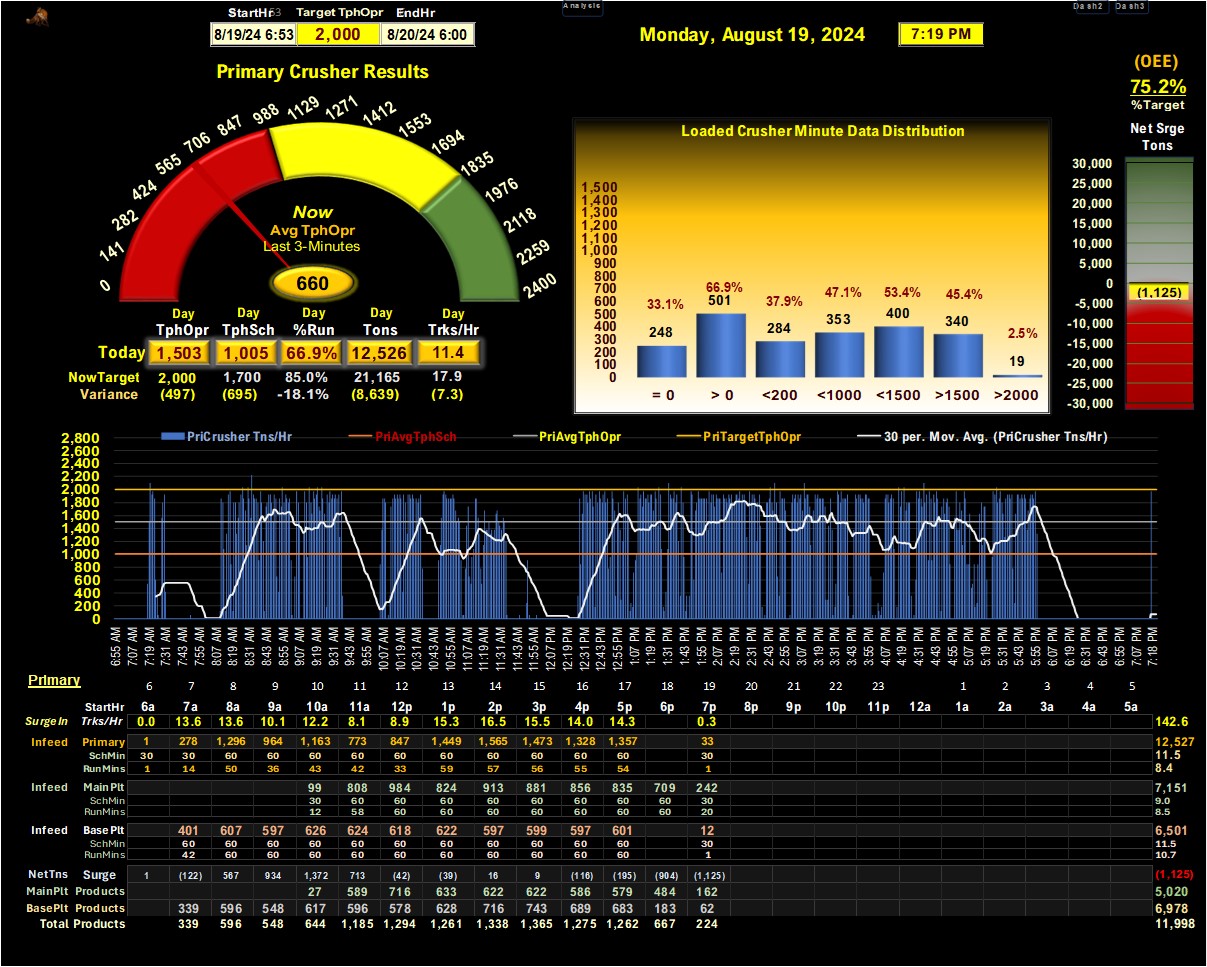 Analysis
Dash2 Dash3
StartHr Target TphOpr EndHr
8/19/24 6:53 2,000 8/20/24 6:00
Monday, August 19, 2024 7:19 PM
Primary Crusher Results
(OEE)
75.2%
%Target
Net Srge
Tons
0 141 282 424 565 706 847 988 1129 1271 1412 1553 1694 1835 1976 2118 2259 2400
Now
Avg TphOpr
Last 3-Minutes
660
Day Day Day Day Day
TphOpr TphSch %Run Tons Trks/Hr
Today 1,503 1,005 66.9% 12,526 11.4
NowTarget 2,000 1,700 85.0% 21,165 17.9
Variance (497) (695) -18.1% (8,639) (7.3)
Loaded Crusher Minute Data Distribution
1,500
1,400
1,300
1,200
1,100
1,000
900
800
700
600
500
400
300
200
100
0
33.1% 66.9% 37.9% 47.1% 53.4% 45.4% 2.5%
248 501 284 353 400 340 19
= 0 > 0 <200 <1000 <1500 >1500 >2000
30,000
25,000
20,000
15,000
10,000
5,000
0
(1,125)
-5,000
-10,000
-15,000
-20,000
-25,000
-30,000
PriCrusher Tns/Hr PriAvgTphSch PriAvgTphOpr PriTargetTphOpr 30 per. Mov. Avg. (PriCrusher Tns/Hr)
2,800
2,600
2,400
2,200
2,000
1,800
1,600
1,400
1,200
1,000
800
600
400
200
0
6:55 AM 7:07 AM 7:19 AM 7:31 AM 7:43 AM 7:55 AM 8:07 AM 8:19 AM 8:31 AM 8:43 AM 8:55 AM 9:07 AM 9:19 AM 9:31 AM 9:43 AM 9:55 AM 10:07 AM 10:19 AM 10:31 AM 10:43 AM 10:55 AM 11:07 AM 11:19 AM 11:31 AM 11:43 AM 11:55 AM 12:07 PM 12:19 PM 12:31 PM 12:43 PM 12:55 PM 1:07 PM 1:19 PM 1:31 PM 1:43 PM 1:55 PM 2:07 PM 2:19 PM 2:31 PM 2:43 PM 2:55 PM 3:07 PM 3:19 PM 3:31 PM 3:43 PM 3:55 PM 4:07 PM 4:19 PM 4:31 PM 4:43 PM 4:55 PM 5:07 PM 5:19 PM 5:31 PM 5:43 PM 5:55 PM 6:07 PM 6:19 PM 6:31 PM 6:43 PM 6:55 PM 7:07 PM 7:18 PM
Primary 6 7 8 9 10 11 12 13 14 15 16 17 18 19 20 21 22 23 1 2 3 4 5
StartHr 6a 7a 8a 9a 10a 11a 12p 1p 2p 3p 4p 5p 6p 7p 8p 9p 10p 11p 12a 1a 2a 3a 4a 5a
SurgeIn Trks/Hr 0.0 13.6 13.6 10.1 12.2 8.1 8.9 15.3 16.5 15.5 14.0 14.3 0.3 142.6
Infeed Primary 1 278 1,296 964 1,163 773 847 1,449 1,565 1,473 1,328 1,357 33 12,527
SchMin 30 30 60 60 60 60 60 60 60 60 60 60 30 11.5
RunMins 1 14 50 36 43 42 33 59 57 56 55 54 1 8.4
Infeed Main Plt 99 808 984 824 913 881 856 835 709 242 7,151
SchMin 30 60 60 60 60 60 60 60 60 30 9.0
RunMins 12 58 60 60 60 60 60 60 60 20 8.5
Infeed Base Plt 401 607 597 626 624 618 622 597 599 597 601 12 6,501
SchMin 60 60 60 60 60 60 60 60 60 60 60 30 11.5
RunMins 42 60 60 60 60 60 60 60 60 60 60 1 10.7
NetTns Surge 1 (122) 567 934 1,372 713 (42) (39) 16 9 (116) (195) (904) (1,125) (1,125)
MainPlt Products 27 589 716 633 622 622 586 579 484 162 5,020
BasePlt Products 339 596 548 617 596 578 628 716 743 689 683 183 62 6,978
Total Products 339 596 548 644 1,185 1,294 1,261 1,338 1,365 1,275 1,262 667 224 11,998